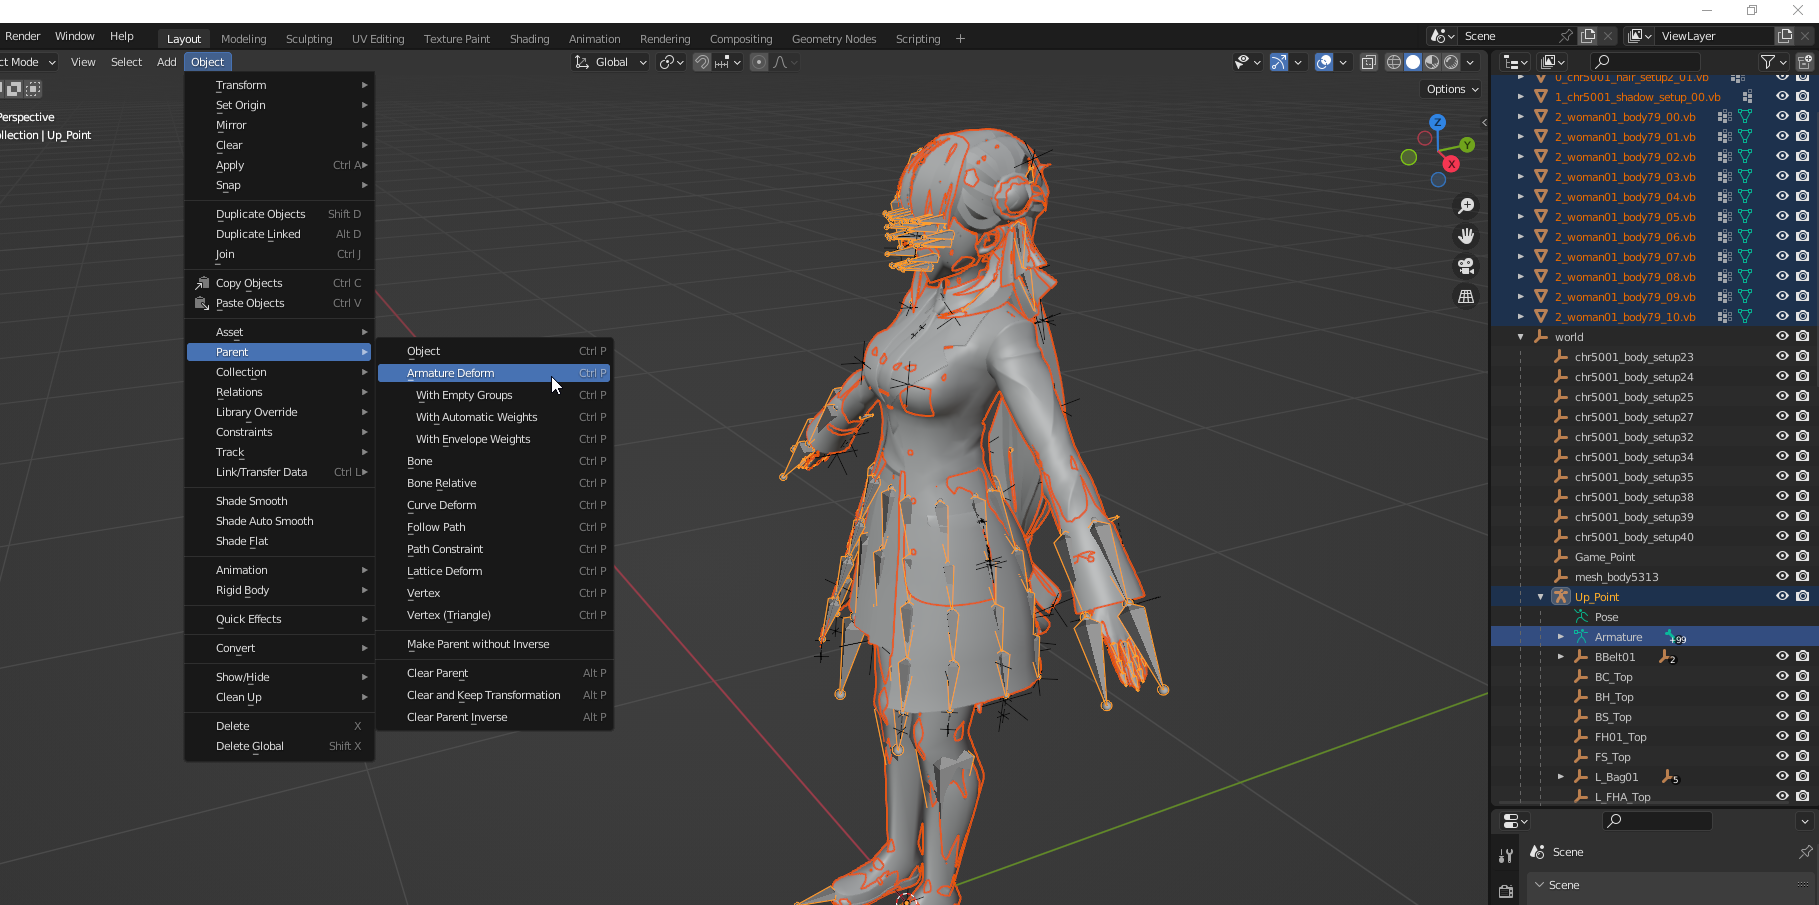 Render Window Help Layout Modeling Sculpting UV Editing Texture Paint Shading Animation Rendering Compositing Geometry Nodes Scripting + Scene ViewLayer
ct Mode View Select Add Object Global
Options
Perspective
llection | Up_Point
Transform
Set Origin
Mirror
Clear
Apply Ctrl A
Snap
Duplicate Objects Shift D
Duplicate Linked Alt D
Join Ctrl J
Copy Objects Ctrl C
Paste Objects Ctrl V
Asset
Parent
Collection
Relations
Library Override
Constraints
Track
Link/Transfer Data Ctrl L
Shade Smooth
Shade Auto Smooth
Shade Flat
Animation
Rigid Body
Quick Effects
Convert
Show/Hide
Clean Up
Delete X
Delete Global Shift X
Object Ctrl P
Armature Deform Ctrl P
With Empty Groups Ctrl P
With Automatic Weights Ctrl P
With Envelope Weights Ctrl P
Bone Ctrl P
Bone Relative Ctrl P
Curve Deform Ctrl P
Follow Path Ctrl P
Path Constraint Ctrl P
Lattice Deform Ctrl P
Vertex Ctrl P
Vertex (Triangle) Ctrl P
Make Parent without Inverse
Clear Parent Alt P
Clear and Keep Transformation Alt P
Clear Parent Inverse Alt P
Z
Y
X
0_chr5001_hair_setup2_01.vb
1_chr5001_shadow_setup_00.vb
2_woman01_body79_00.vb
2_woman01_body79_01.vb
2_woman01_body79_02.vb
2_woman01_body79_03.vb
2_woman01_body79_04.vb
2_woman01_body79_05.vb
2_woman01_body79_06.vb
2_woman01_body79_07.vb
2_woman01_body79_08.vb
2_woman01_body79_09.vb
2_woman01_body79_10.vb
world
chr5001_body_setup23
chr5001_body_setup24
chr5001_body_setup25
chr5001_body_setup27
chr5001_body_setup32
chr5001_body_setup34
chr5001_body_setup35
chr5001_body_setup38
chr5001_body_setup39
chr5001_body_setup40
Game_Point
mesh_body5313
Up_Point
Pose
Armature +99
BBelt01 2
BC_Top
BH_Top
BS_Top
FH01_Top
FS_Top
L_Bag01 5
L_FHA_Top
Scene
Scene